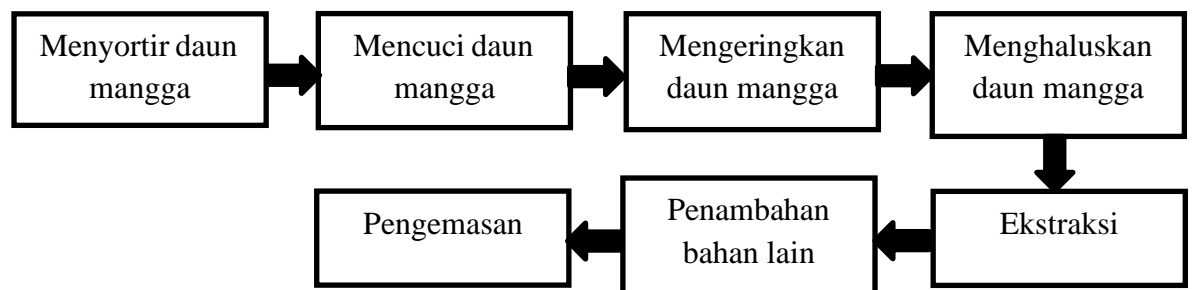 Menyortir daun
mangga
Mencuci daun
mangga
Mengeringkan
daun mangga
Menghaluskan
daun mangga
Ekstraksi
Penambahan
bahan lain
Pengemasan